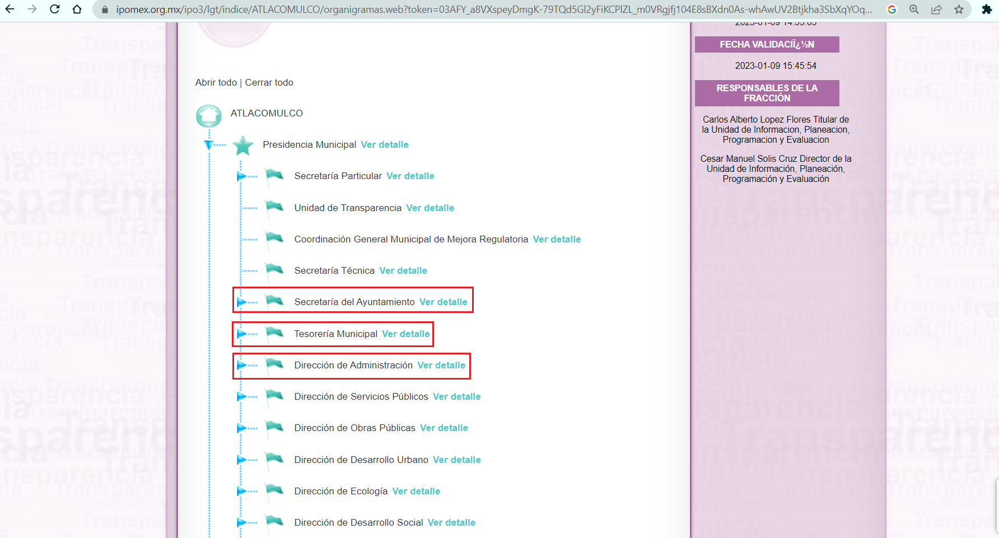 ipomex.org.mx/ipo3/lgt/indice/ATLACOMULCO/organigramas.web?token=03AFY_a8VXspeyDmgK-79TQd5Gl2yFiKCPlZL_m0VRgjfj104E8sBXdn0As-whAwUV2Btjkha3SbXqYOq...
Abrir todo | Cerrar todo
ATLACOMULCO
Presidencia Municipal Ver detalle
Secretaría Particular Ver detalle
Unidad de Transparencia Ver detalle
Coordinación General Municipal de Mejora Regulatoria Ver detalle
Secretaría Técnica Ver detalle
Secretaría del Ayuntamiento Ver detalle
Tesorería Municipal Ver detalle
Dirección de Administración Ver detalle
Dirección de Servicios Públicos Ver detalle
Dirección de Obras Públicas Ver detalle
Dirección de Desarrollo Urbano Ver detalle
Dirección de Ecología Ver detalle
Dirección de Desarrollo Social Ver detalle
FECHA VALIDACIÏ¿½N
2023-01-09 15:45:54
RESPONSABLES DE LA
FRACCIÓN
Carlos Alberto Lopez Flores Titular de
la Unidad de Informacion, Planeacion,
Programacion y Evaluacion
Cesar Manuel Solis Cruz Director de la
Unidad de Información, Planeación,
Programación y Evaluación